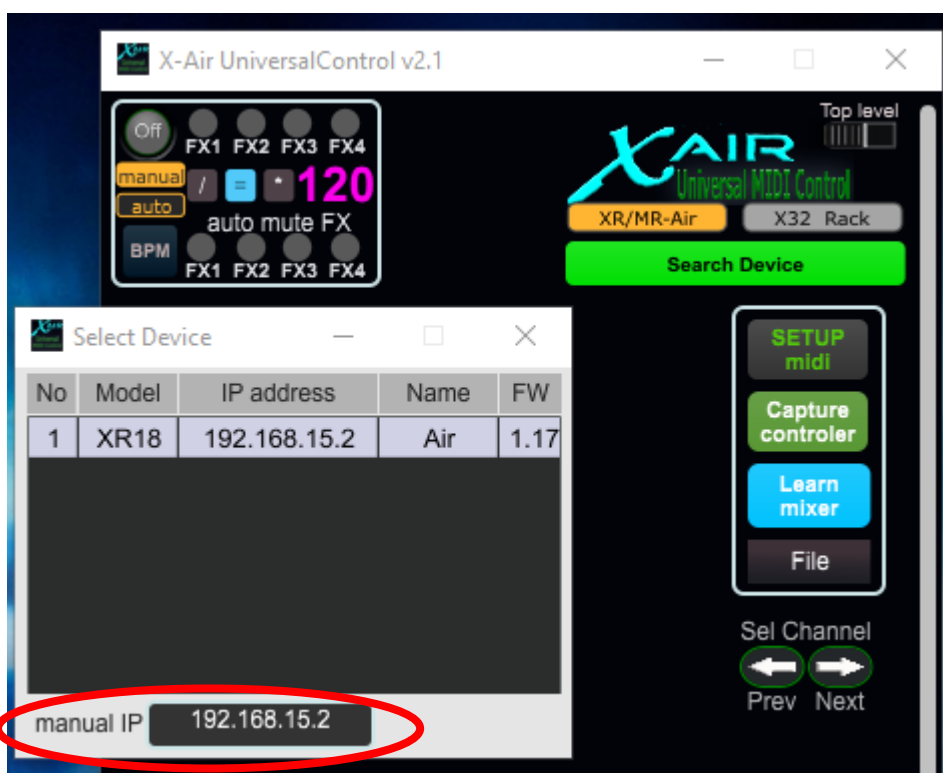 X-Air UniversalControl v2.1
Off
FX1 FX2 FX3 FX4
manual / = * 120
auto
auto mute FX
BPM
FX1 FX2 FX3 FX4
Top level
XAIR
Universal MIDI Control
XR/MR-Air X32 Rack
Search Device
Select Device
No Model IP address Name FW
1 XR18 192.168.15.2 Air 1.17
manual IP 192.168.15.2
SETUP
midi
Capture
controler
Learn
mixer
File
Sel Channel
Prev Next